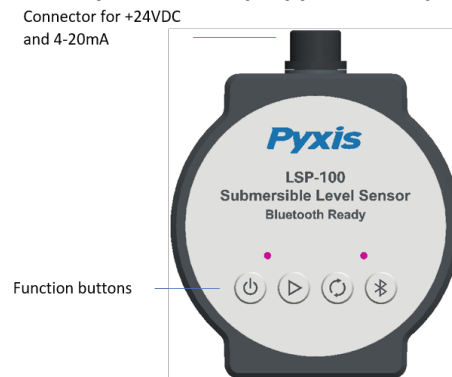 Connector for +24VDC
and 4-20mA
Pyxis
LSP-100
Submersible Level Sensor
Bluetooth Ready
Function buttons